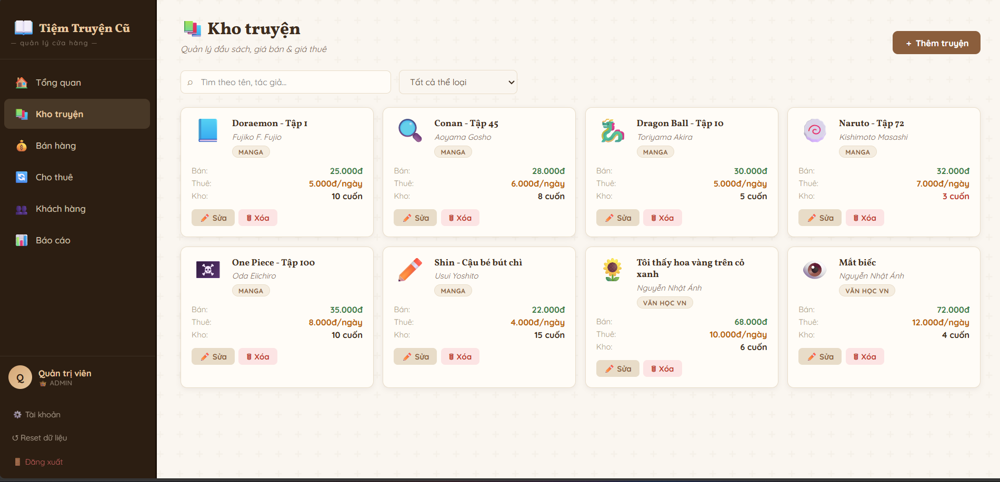 Tiệm Truyện Cũ
— quản lý cửa hàng —
Tổng quan
Kho truyện
Bán hàng
Cho thuê
Khách hàng
Báo cáo
Q
Quản trị viên
ADMIN
Tài khoản
↺ Reset dữ liệu
Đăng xuất
Kho truyện
Quản lý đầu sách, giá bán & giá thuê
+ Thêm truyện
Tìm theo tên, tác giả...
Tất cả thể loại
Doraemon - Tập 1
Fujiko F. Fujio
MANGA
Bán: 25.000đ
Thuê: 5.000đ/ngày
Kho: 10 cuốn
Sửa Xóa
Conan - Tập 45
Aoyama Gosho
MANGA
Bán: 28.000đ
Thuê: 6.000đ/ngày
Kho: 8 cuốn
Sửa Xóa
Dragon Ball - Tập 10
Toriyama Akira
MANGA
Bán: 30.000đ
Thuê: 5.000đ/ngày
Kho: 5 cuốn
Sửa Xóa
Naruto - Tập 72
Kishimoto Masashi
MANGA
Bán: 32.000đ
Thuê: 7.000đ/ngày
Kho: 3 cuốn
Sửa Xóa
One Piece - Tập 100
Oda Eiichiro
MANGA
Bán: 35.000đ
Thuê: 8.000đ/ngày
Kho: 10 cuốn
Sửa Xóa
Shin - Cậu bé bút chì
Usui Yoshito
MANGA
Bán: 22.000đ
Thuê: 4.000đ/ngày
Kho: 15 cuốn
Sửa Xóa
Tôi thấy hoa vàng trên cỏ
xanh
Nguyễn Nhật Ánh
VĂN HỌC VN
Bán: 68.000đ
Thuê: 10.000đ/ngày
Kho: 6 cuốn
Sửa Xóa
Mắt biếc
Nguyễn Nhật Ánh
VĂN HỌC VN
Bán: 72.000đ
Thuê: 12.000đ/ngày
Kho: 4 cuốn
Sửa Xóa